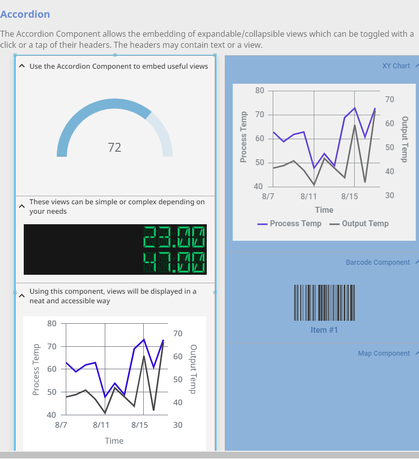 Accordion
The Accordion Component allows the embedding of expandable/collapsible views which can be toggled with a
click or a tap of their headers. The headers may contain text or a view.
Use the Accordion Component to embed useful views
72
These views can be simple or complex depending on
your needs
23.00
47.00
Using this component, views will be displayed in a
neat and accessible way
80
70
60
50
40
Process Temp
70
60
50
40
30
Output Temp
8/7 8/11 8/15
Time
XY Chart
80
70
60
50
40
Process Temp
70
60
50
40
30
Output Temp
8/7 8/11 8/15
Time
Process Temp Output Temp
Barcode Component
Item #1
Map Component